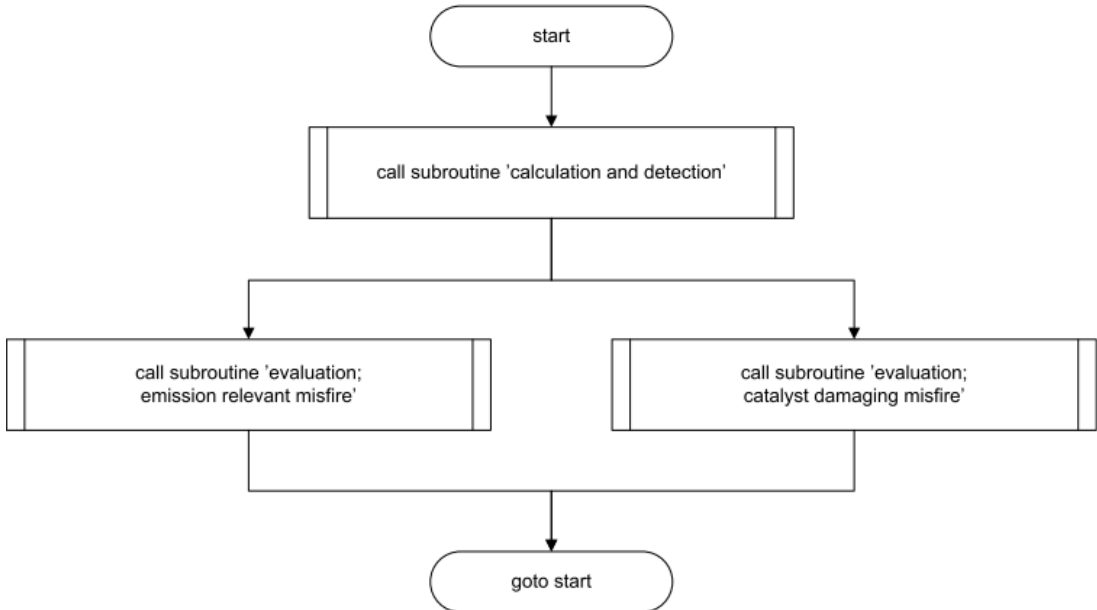 start
call subroutine ’calculation and detection’
call subroutine ’evaluation;
emission relevant misfire’
call subroutine ’evaluation;
catalyst damaging misfire’
goto start